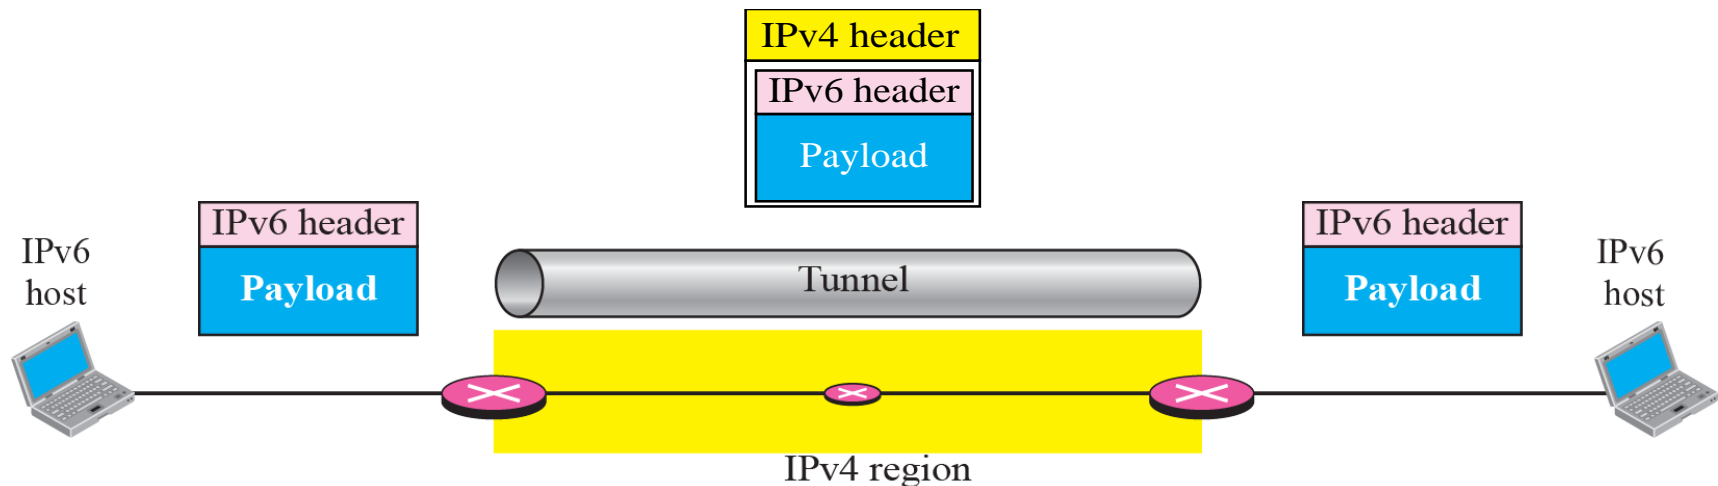 IPv4 header
IPv6 header
Payload
IPv6
host
IPv6 header
Payload
Tunnel
IPv6 header
Payload
IPv6
host
IPv4 region